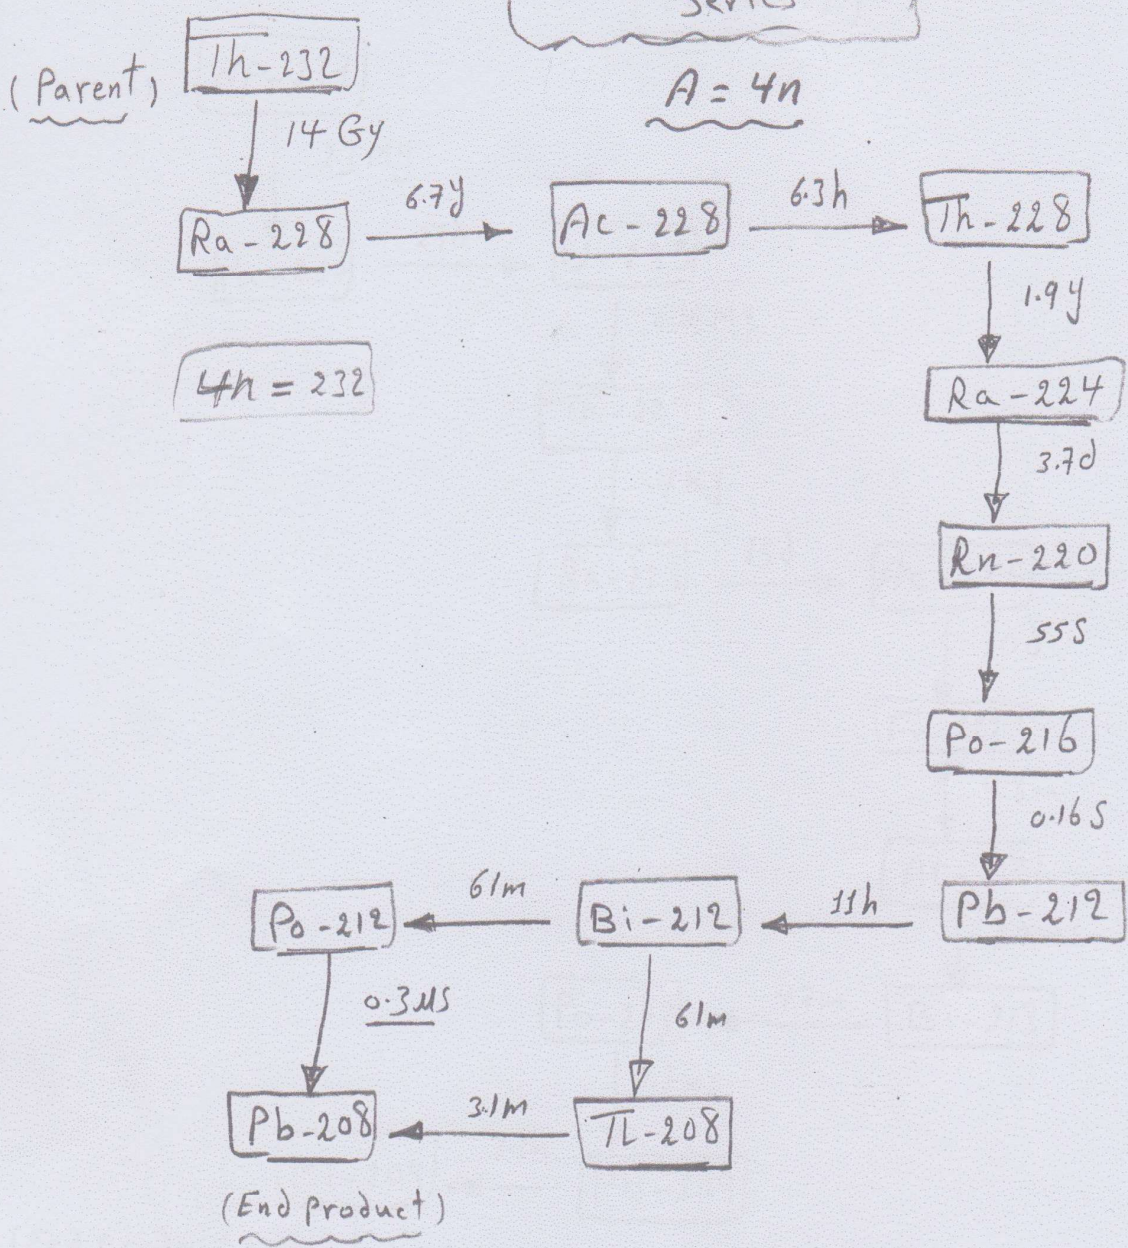 Series
Th-232
(Parent)
A = 4n
14 Gy
Ra-228
6.7y
Ac-228
6.3h
Th-228
1.9y
4n = 232
Ra-224
3.7d
Rn-220
55s
Po-216
0.16s
Po-212
61m
Bi-212
11h
Pb-212
0.3μs
61m
Pb-208
3.1m
Tl-208
(End product)